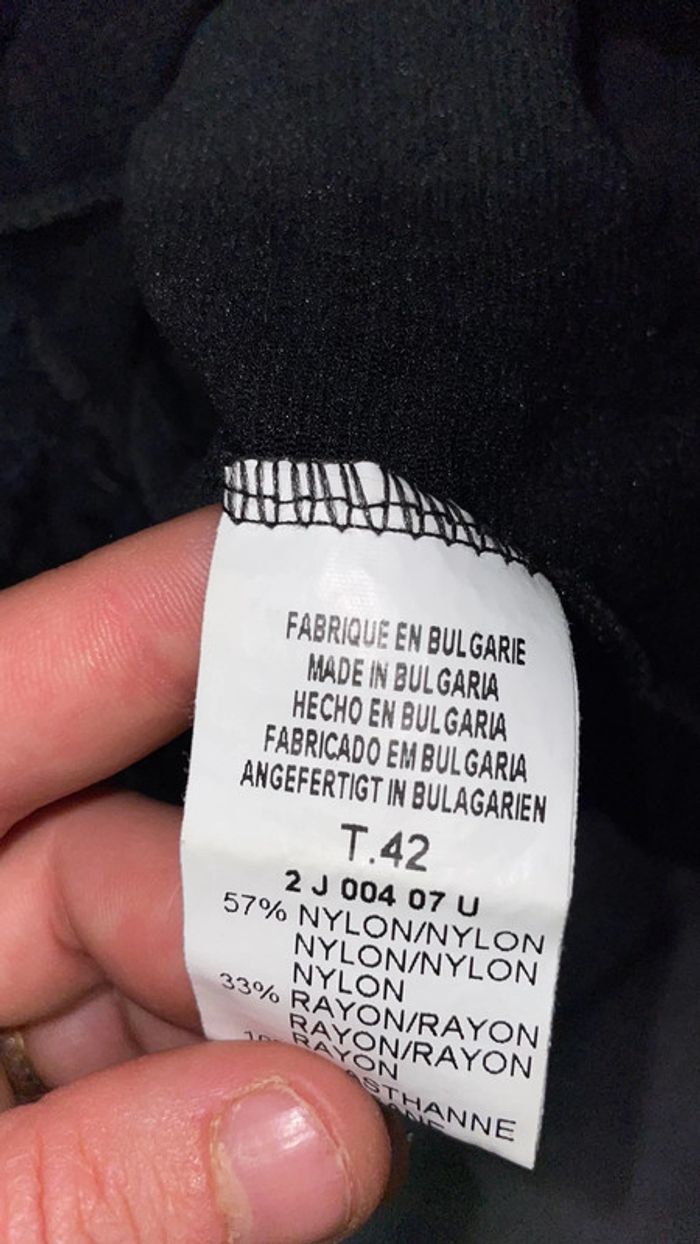 FABRIQUE EN BULGARIE
MADE IN BULGARIA
HECHO EN BULGARIA
FABRICADO EM BULGARIA
ANGEFERTIGT IN BULAGARIEN
T.42
2 J 004 07 U
57% NYLON/NYLON
NYLON/NYLON
NYLON
33% RAYON/RAYON
RAYON/RAYON
RAYON